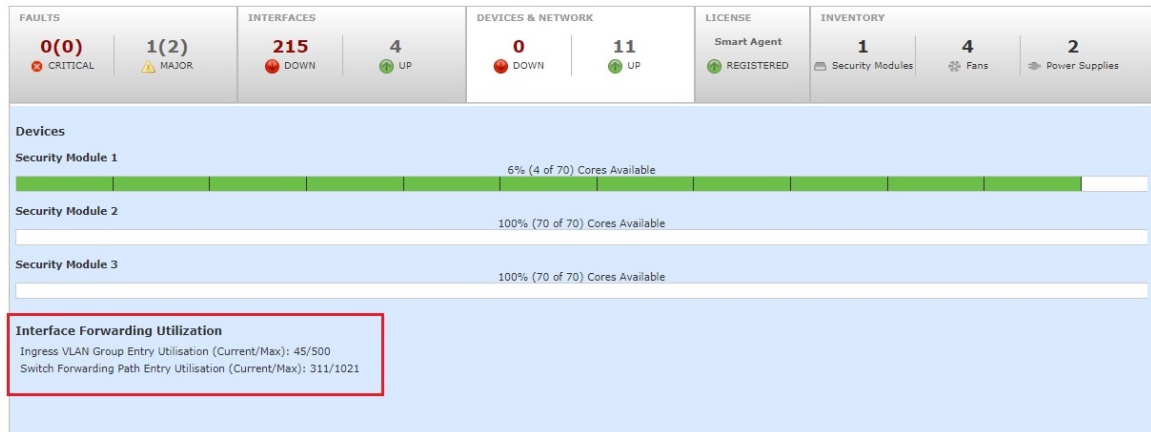 FAULTS
0(0)
CRITICAL
1(2)
MAJOR
INTERFACES
215
DOWN
4
UP
DEVICES & NETWORK
0
DOWN
11
UP
LICENSE
Smart Agent
REGISTERED
INVENTORY
1
Security Modules
4
Fans
2
Power Supplies
Devices
Security Module 1
6% (4 of 70) Cores Available
Security Module 2
100% (70 of 70) Cores Available
Security Module 3
100% (70 of 70) Cores Available
Interface Forwarding Utilization
Ingress VLAN Group Entry Utilisation (Current/Max): 45/500
Switch Forwarding Path Entry Utilisation (Current/Max): 311/1021